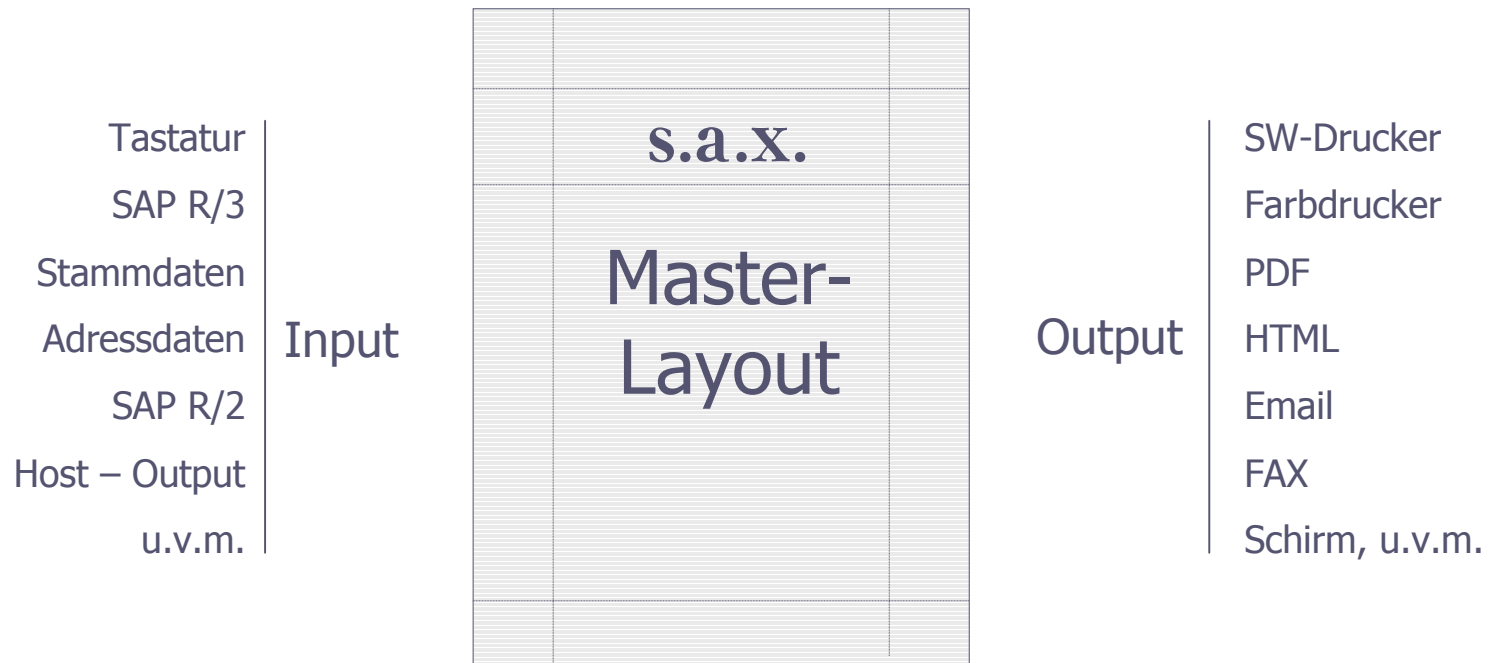 Tastatur
SAP R/3
Stammdaten
Adressdaten
SAP R/2
Host – Output
u.v.m.
Input
s.a.x.
Master-
Layout
Output
SW-Drucker
Farbdrucker
PDF
HTML
Email
FAX
Schirm, u.v.m.